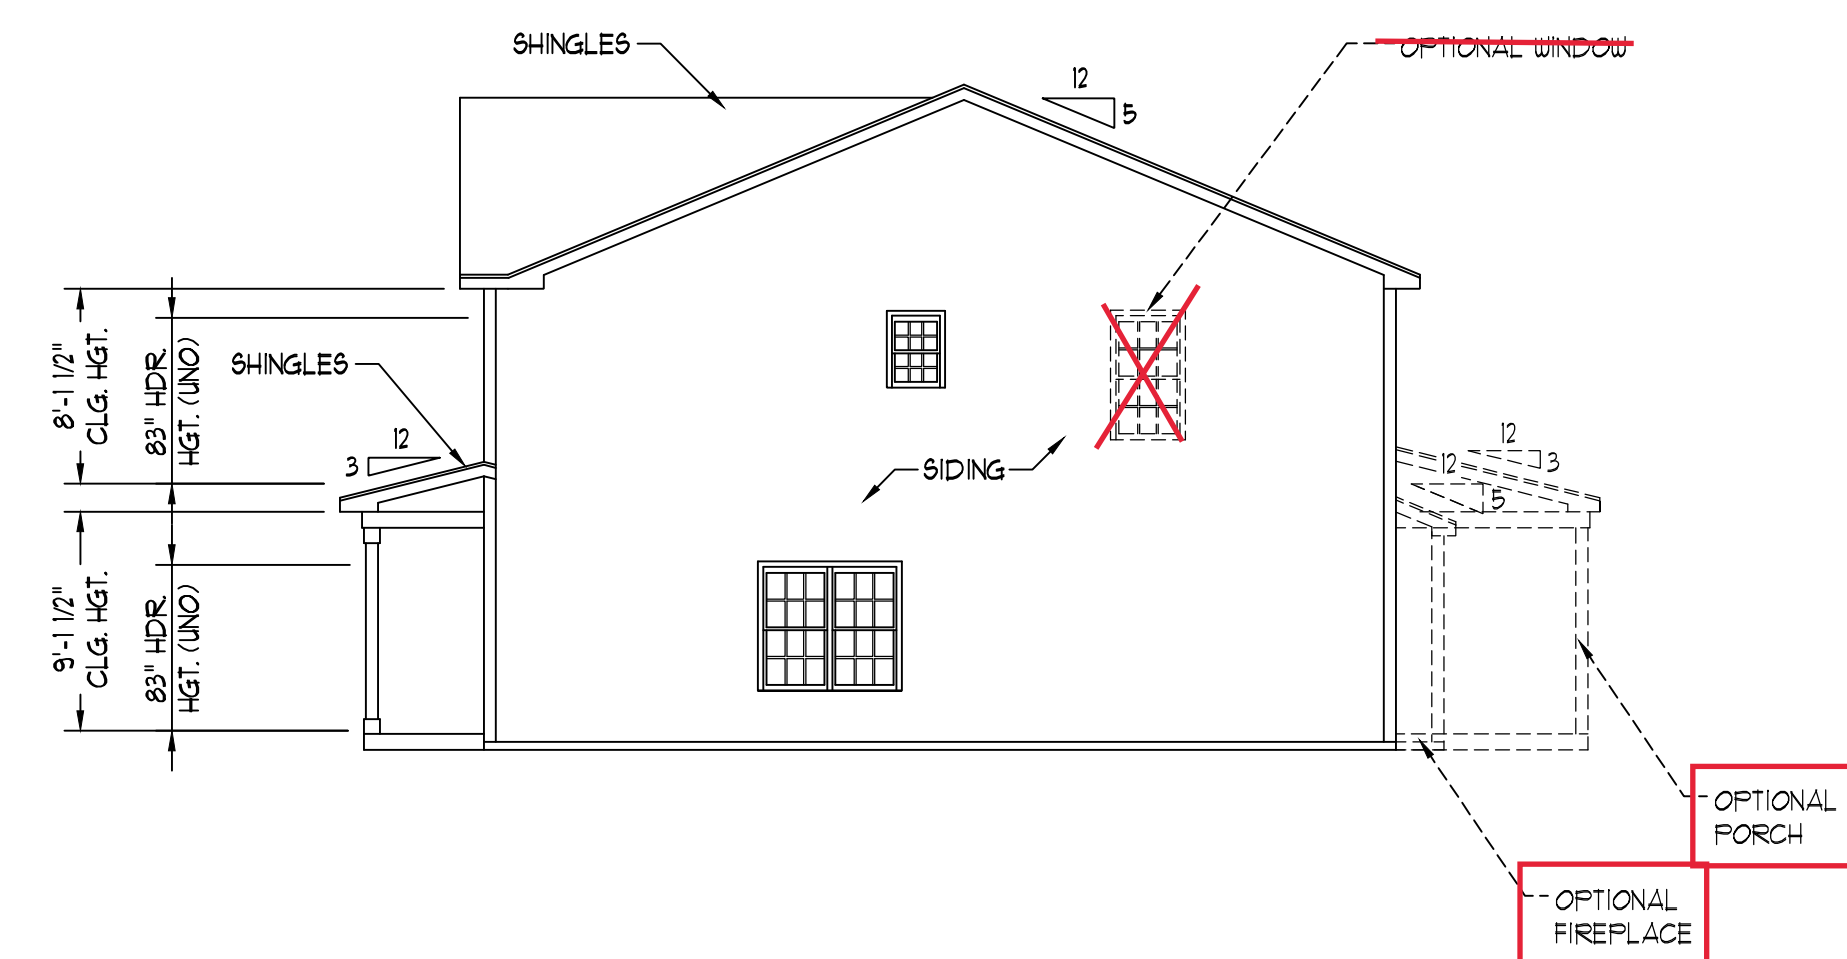 SHINGLES
OPTIONAL WINDOW
12
5
8'-1 1/2"
CLG. HGT.
83" HDR.
HGT. (UNO)
SHINGLES
12
3
SIDING
12
3
12
5
9'-1 1/2"
CLG. HGT.
83" HDR.
HGT. (UNO)
OPTIONAL
PORCH
OPTIONAL
FIREPLACE